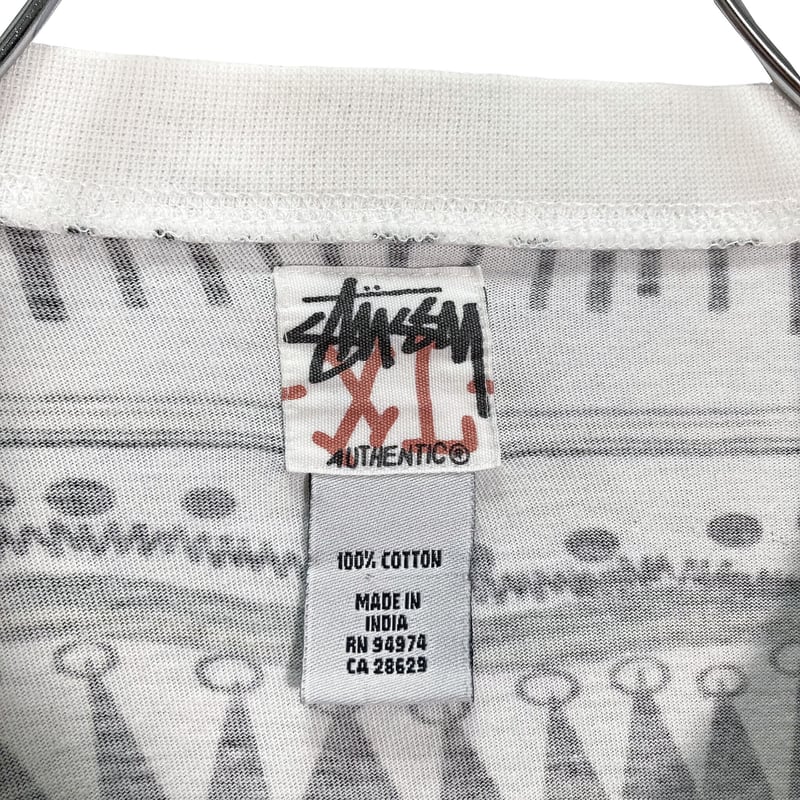 Stüssy
-XL-
AUTHENTIC®
100% COTTON
MADE IN
INDIA
RN 94974
CA 28629